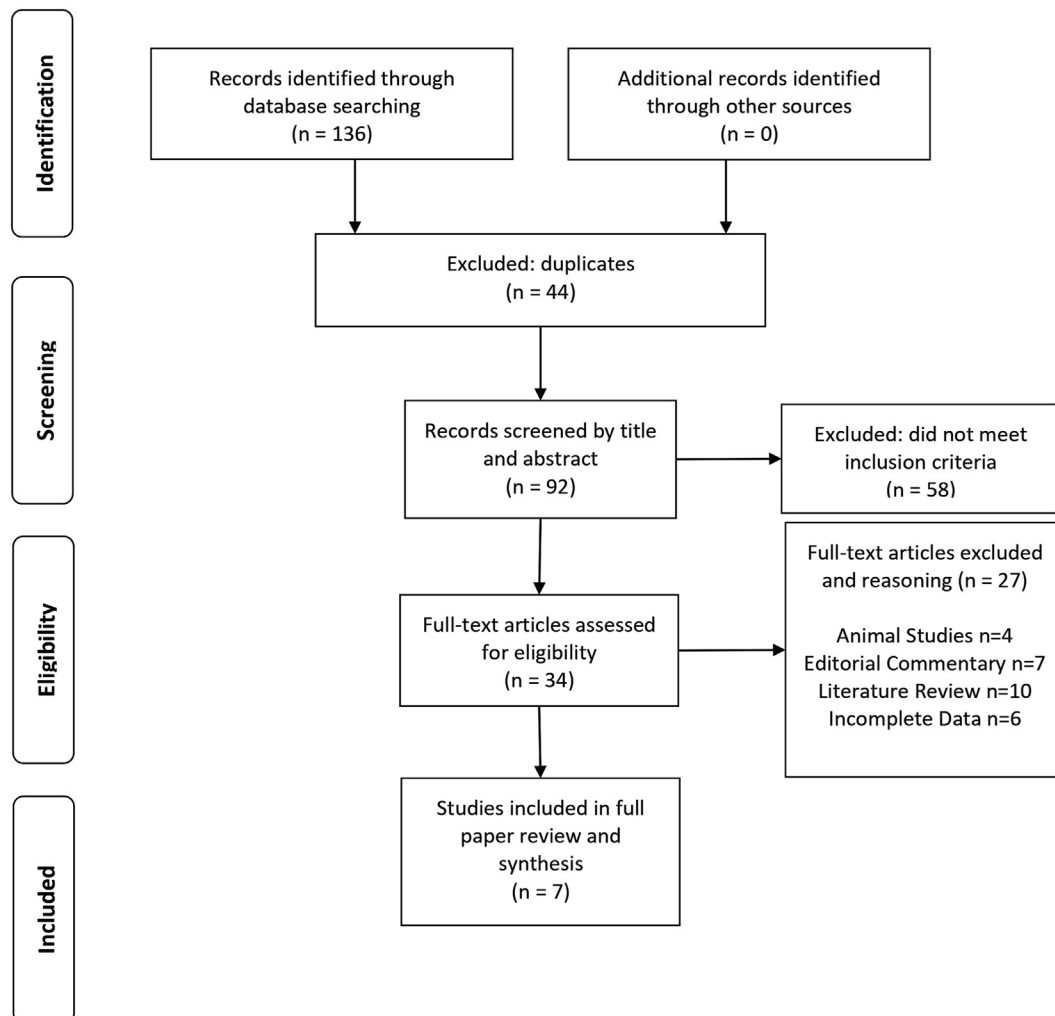 Identification
Records identified through
database searching
(n = 136)
Additional records identified
through other sources
(n = 0)
Excluded: duplicates
(n = 44)
Screening
Records screened by title
and abstract
(n = 92)
Excluded: did not meet
inclusion criteria
(n = 58)
Eligibility
Full-text articles assessed
for eligibility
(n = 34)
Full-text articles excluded
and reasoning (n = 27)
Animal Studies n=4
Editorial Commentary n=7
Literature Review n=10
Incomplete Data n=6
Included
Studies included in full
paper review and
synthesis
(n = 7)